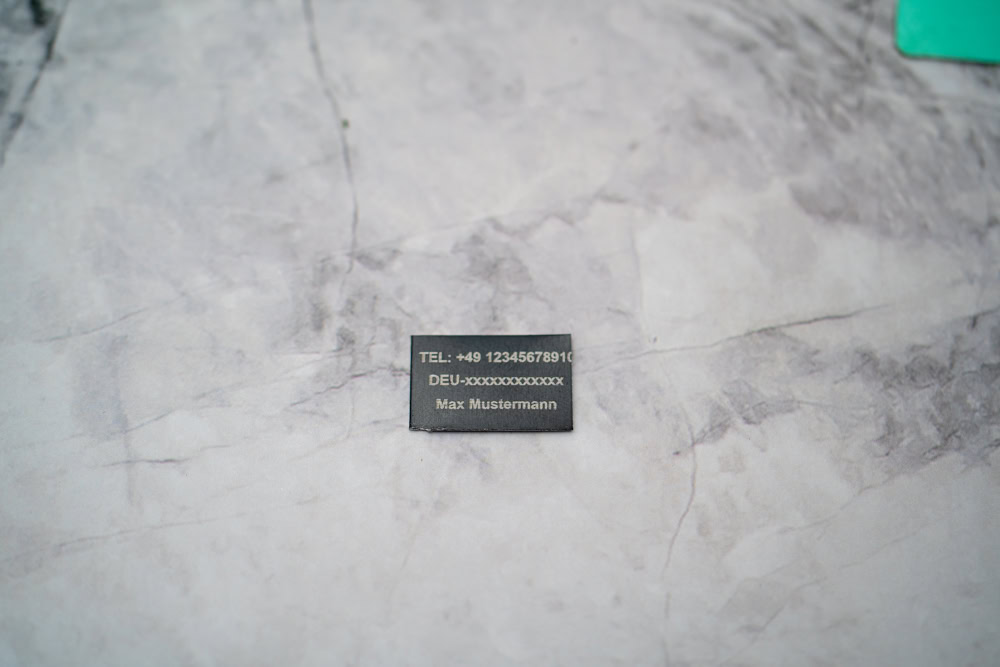 TEL: +49 12345678910
DEU-xxxxxxxxxxxx
Max Mustermann